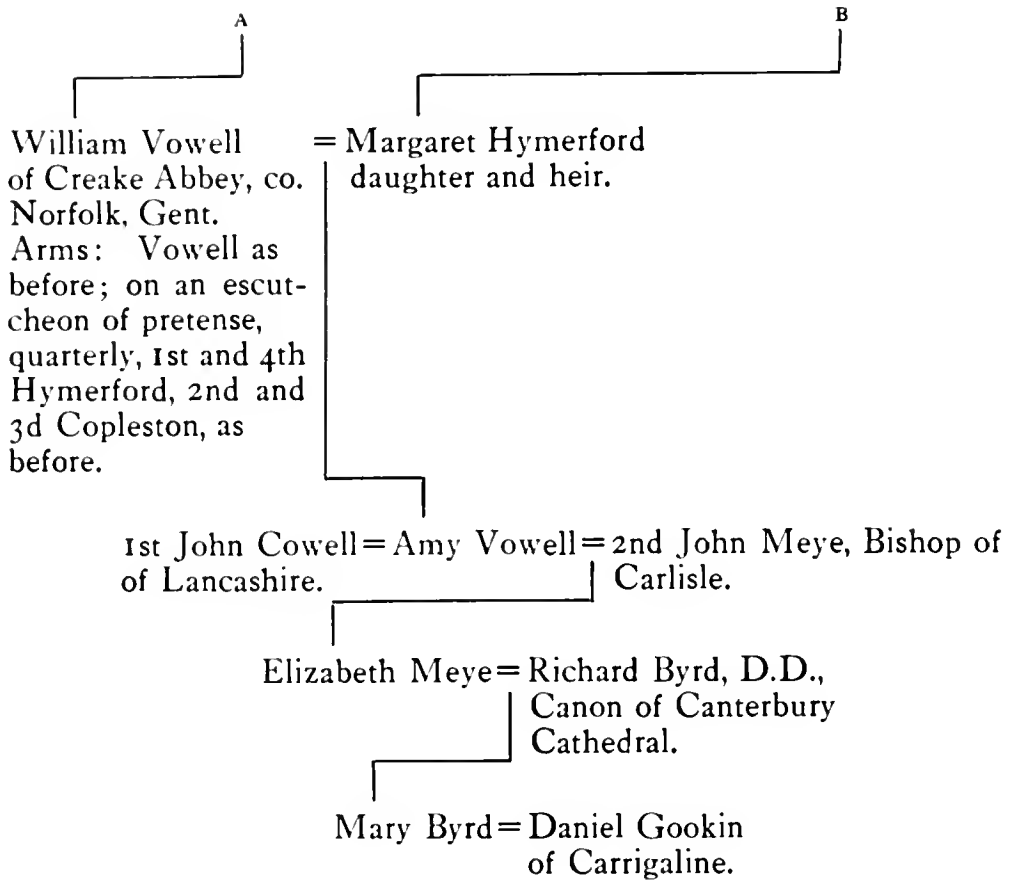 A B
William Vowell = Margaret Hymerford
of Creake Abbey, co. daughter and heir.
Norfolk, Gent.
Arms: Vowell as
before; on an escut-
cheon of pretense,
quarterly, 1st and 4th
Hymerford, 2nd and
3d Copleston, as
before.
1st John Cowell = Amy Vowell = 2nd John Meye, Bishop of
of Lancashire. Carlisle.
Elizabeth Meye = Richard Byrd, D.D.,
Canon of Canterbury
Cathedral.
Mary Byrd = Daniel Gookin
of Carrigaline.